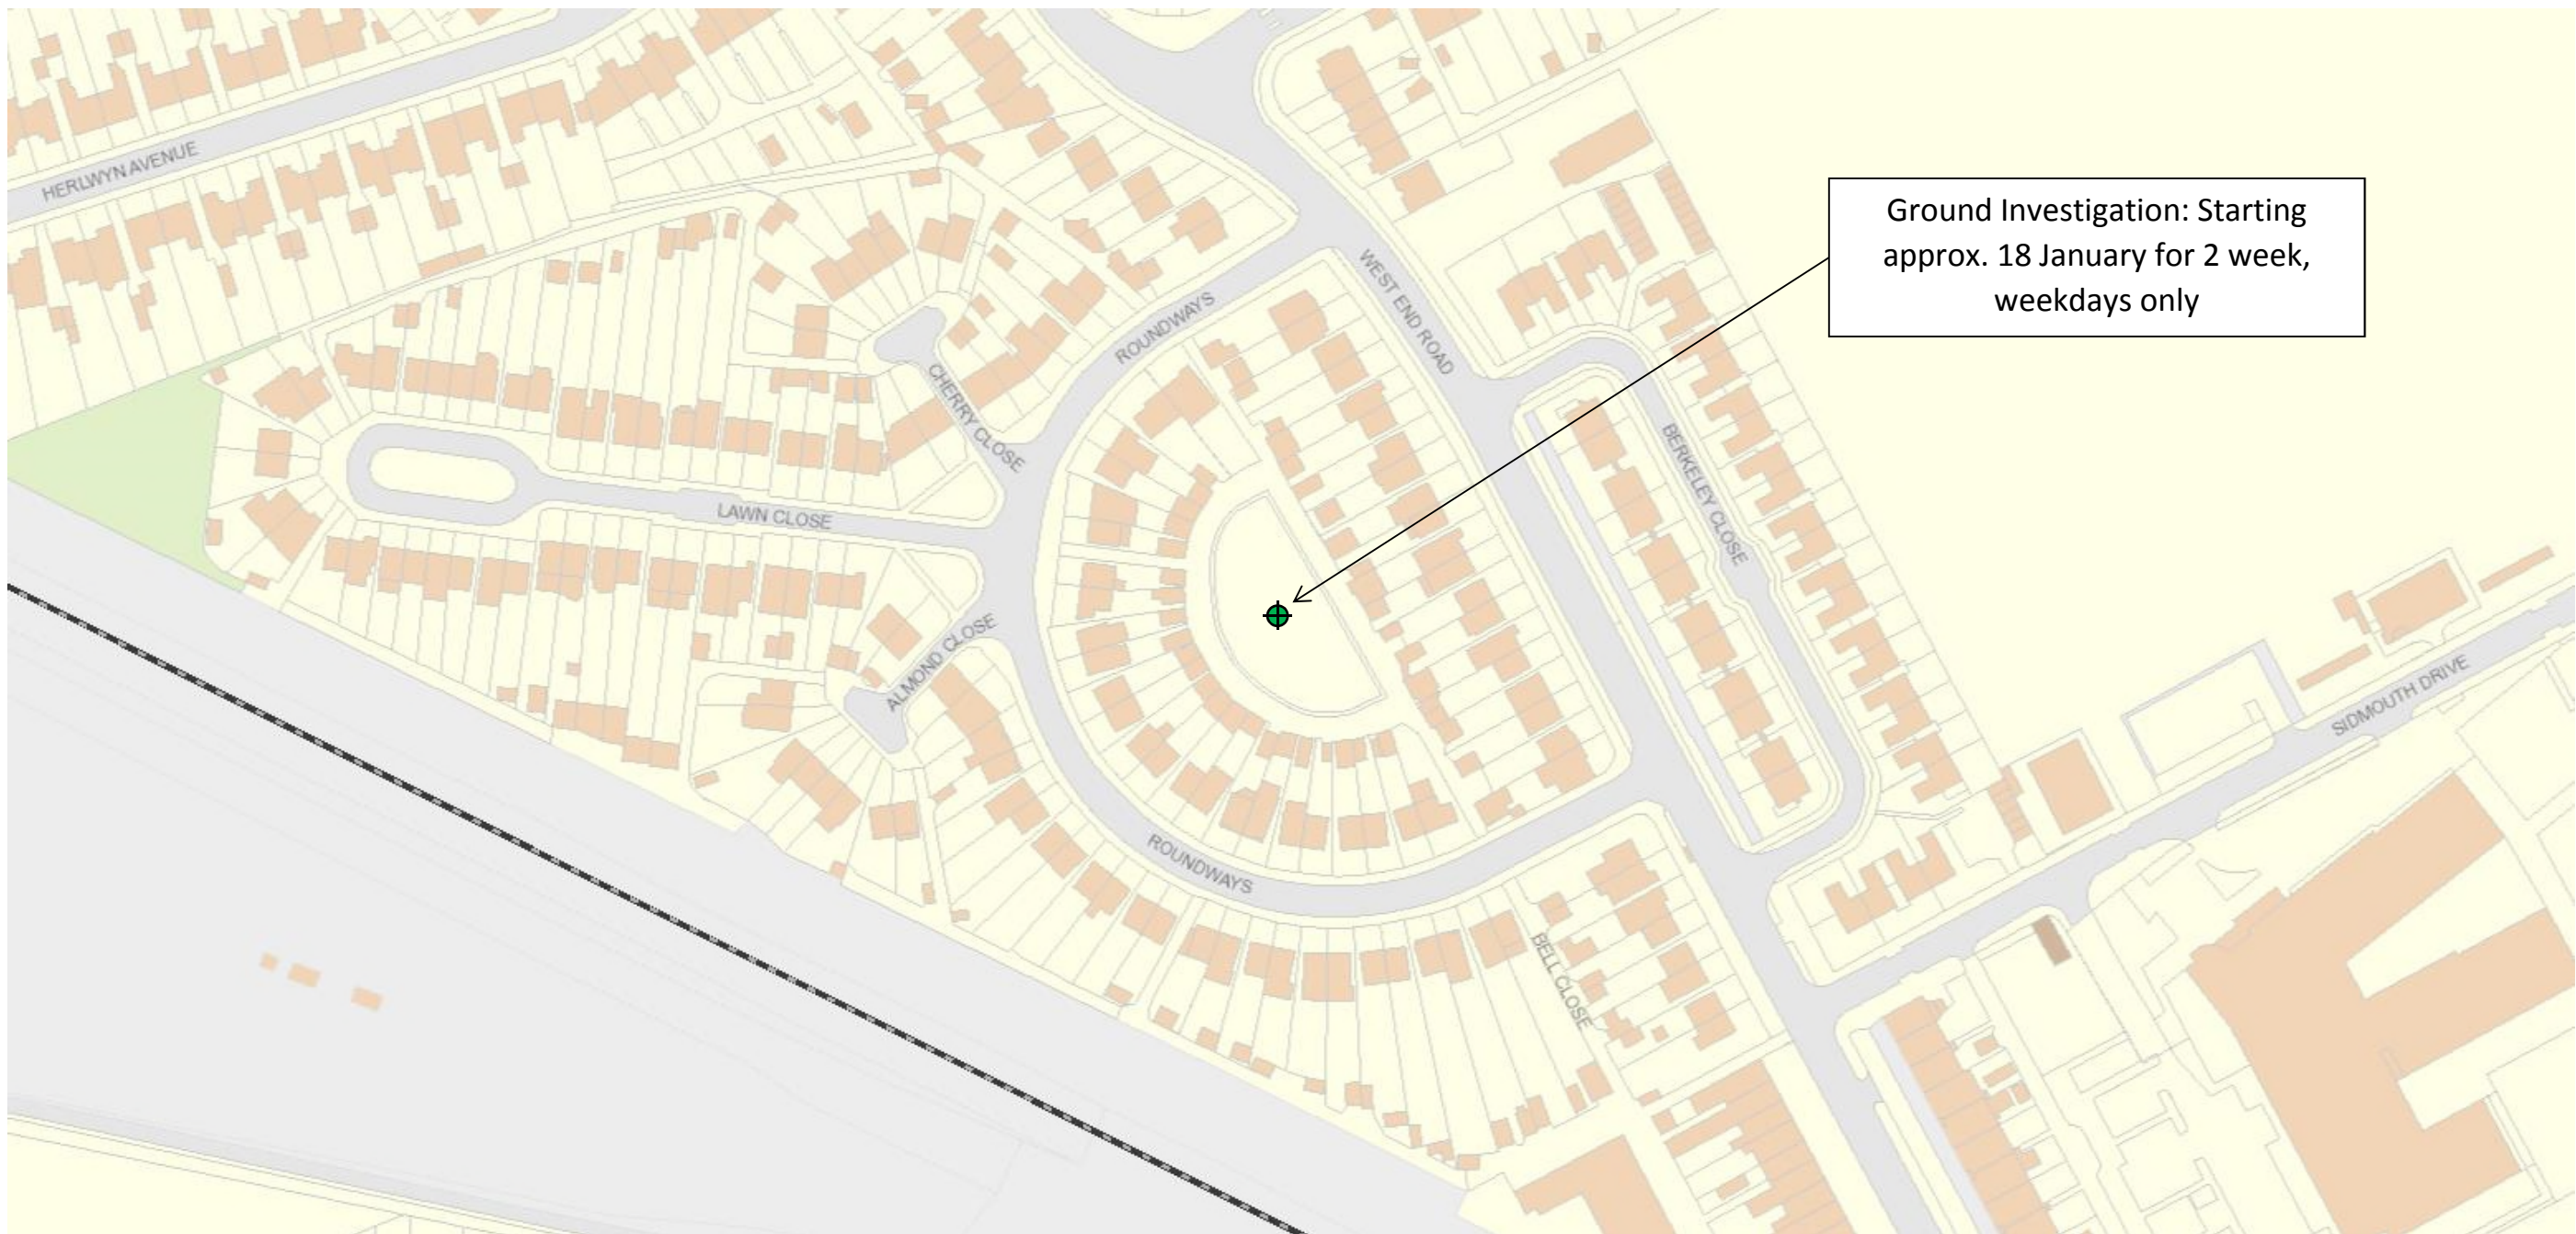 HERLWYN AVENUE
Ground Investigation: Starting
approx. 18 January for 2 week,
weekdays only
WEST END ROAD
ROUNDWAYS
CHERRY CLOSE
BERKELEY CLOSE
LAWN CLOSE
ALMOND CLOSE
SIDMOUTH DRIVE
ROUNDWAYS
BELL CLOSE